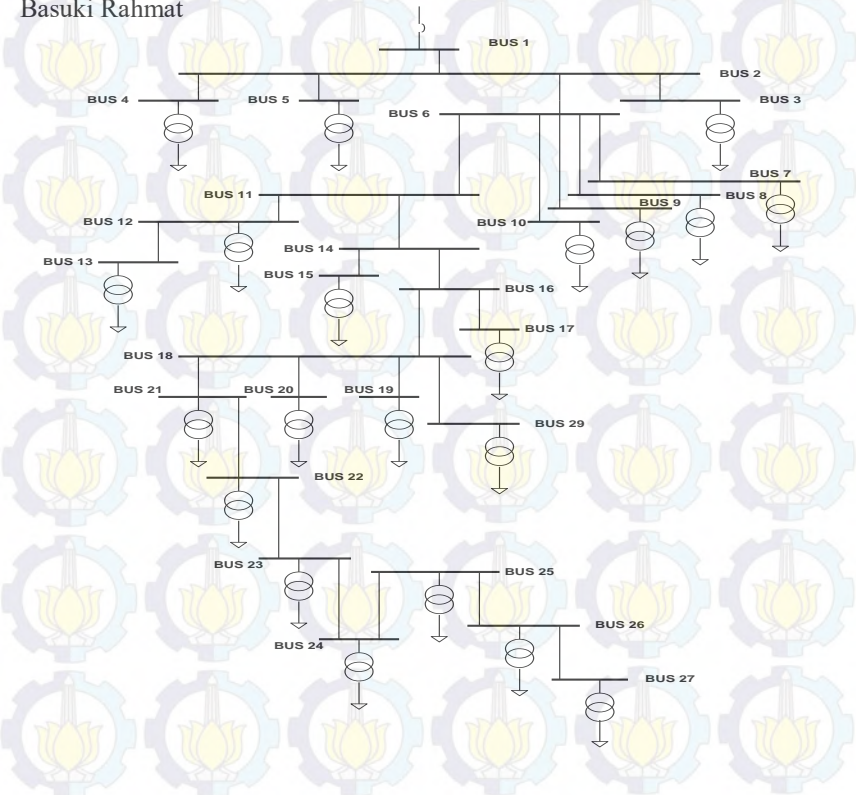 Basuki Rahmat
BUS 1
BUS 2
BUS 4
BUS 5
BUS 3
BUS 6
BUS 7
BUS 11
BUS 8
BUS 9
BUS 12
BUS 10
BUS 14
BUS 13
BUS 15
BUS 16
BUS 17
BUS 18
BUS 21
BUS 20
BUS 19
BUS 29
BUS 22
BUS 23
BUS 25
BUS 26
BUS 24
BUS 27